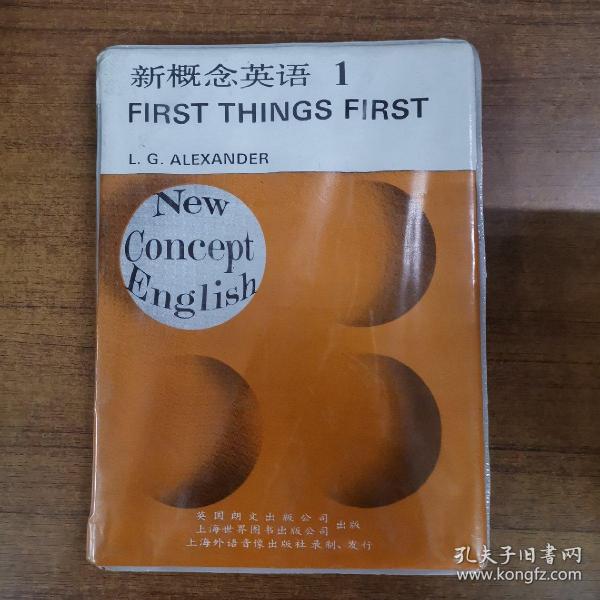 新概念英语 1
FIRST THINGS FIRST
L. G. ALEXANDER
New
Concept
English
英国朗文出版公司
上海世界图书出版公司 出版
上海外语音像出版社录制、发行
孔夫子旧书网
www.kongfz.com